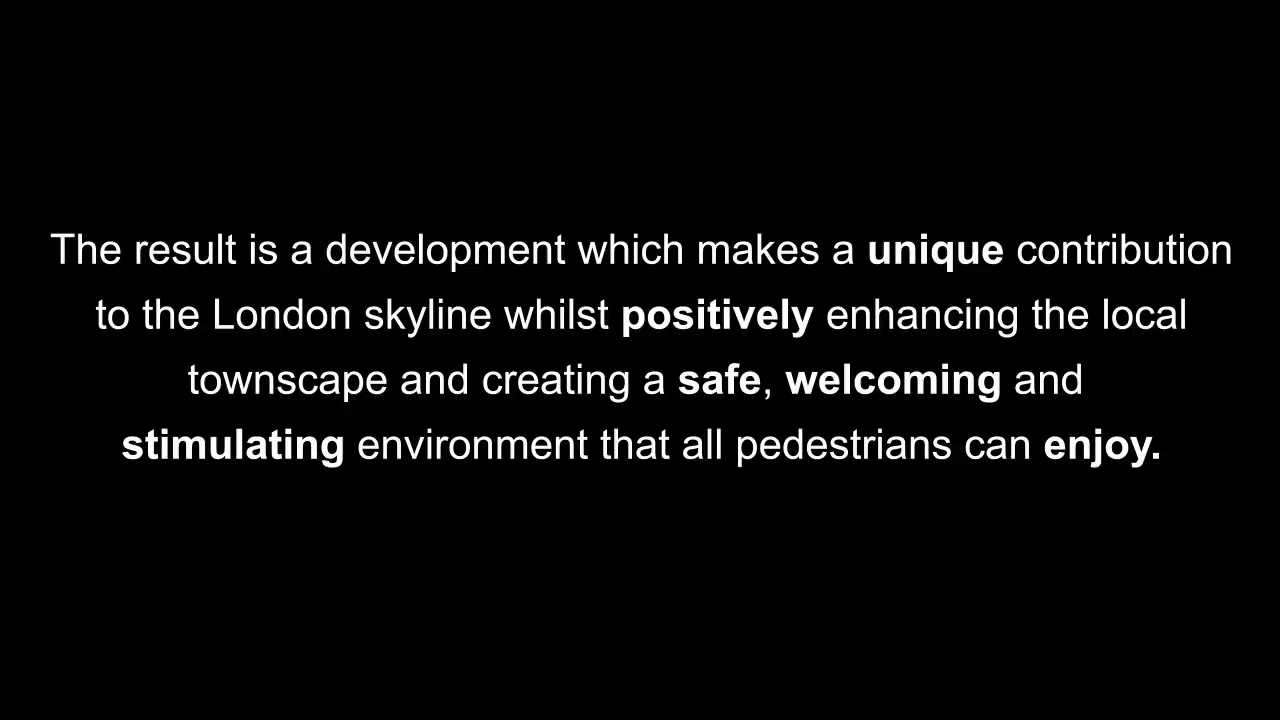 The result is a development which makes a unique contribution
to the London skyline whilst positively enhancing the local
townscape and creating a safe, welcoming and
stimulating environment that all pedestrians can enjoy.